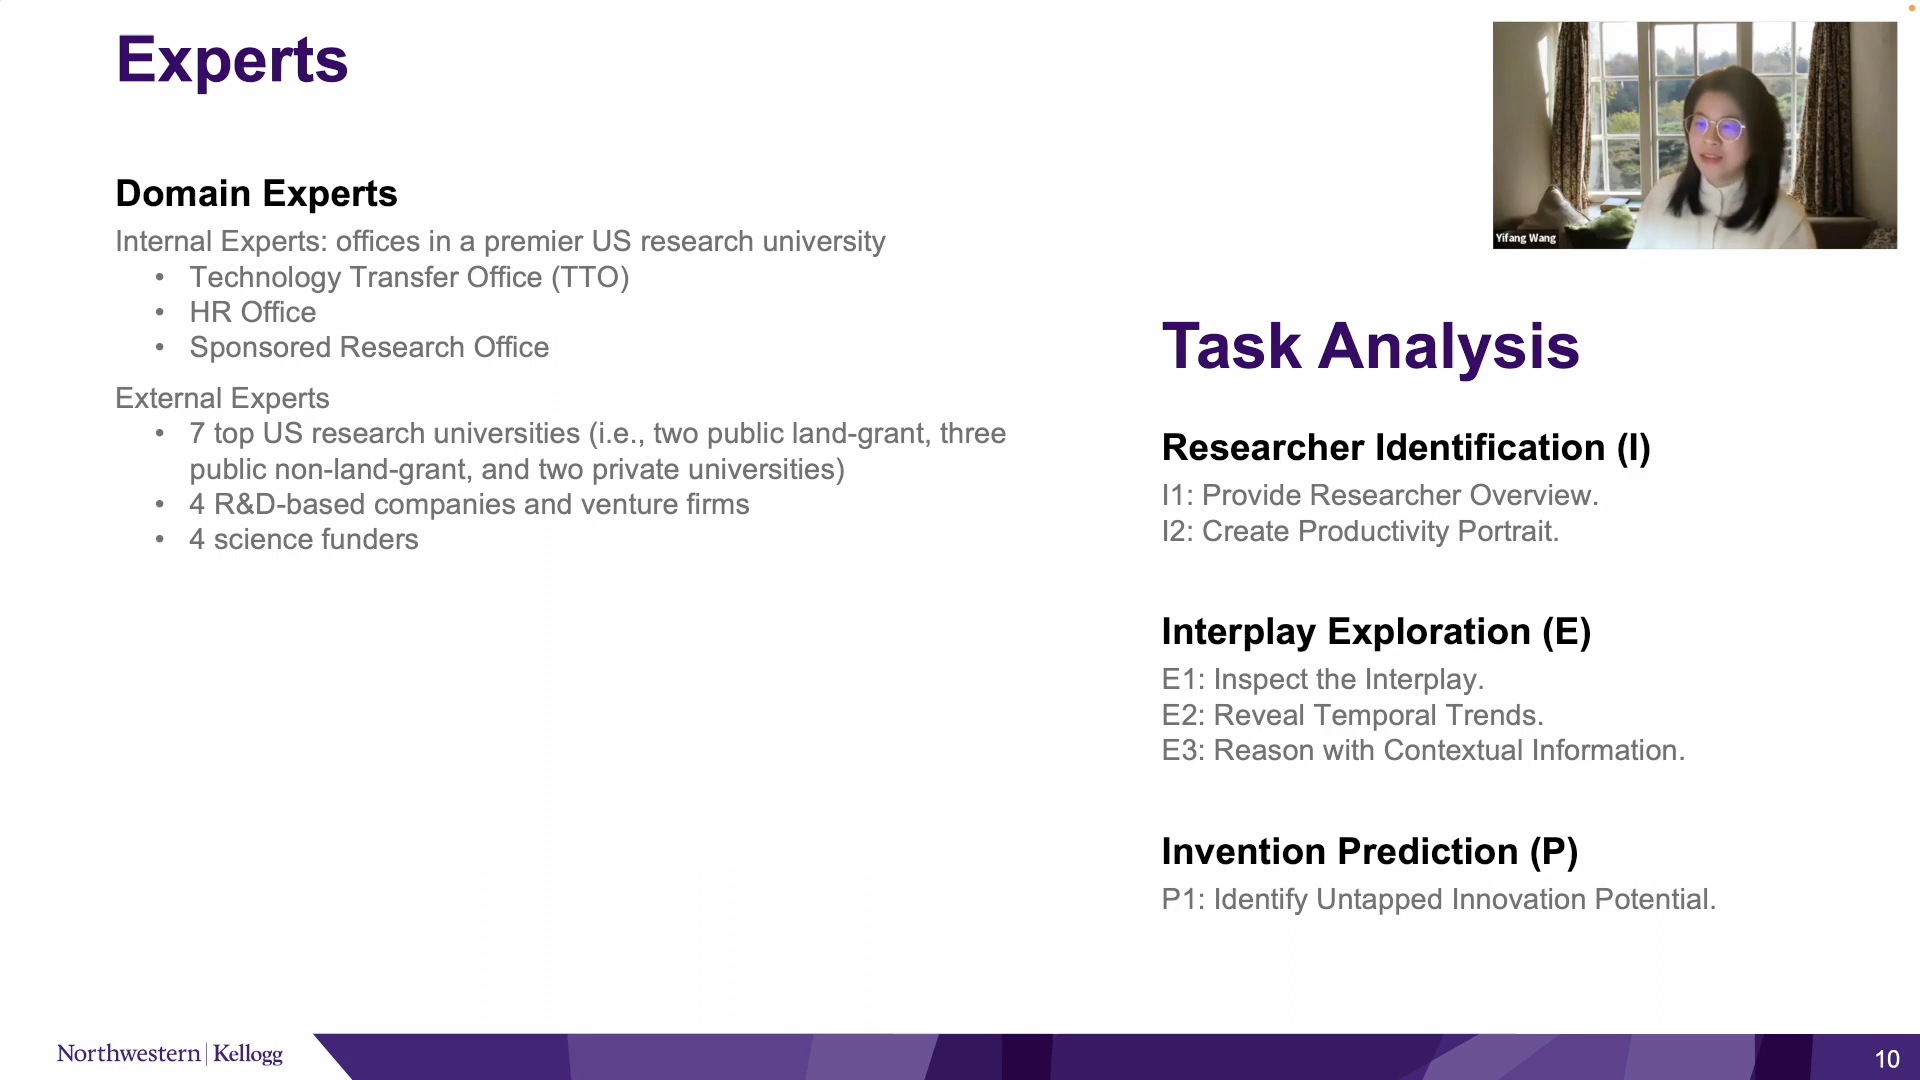 Experts
Domain Experts
Internal Experts: offices in a premier US research university
• Technology Transfer Office (TTO)
• HR Office
• Sponsored Research Office
External Experts
• 7 top US research universities (i.e., two public land-grant, three
public non-land-grant, and two private universities)
• 4 R&D-based companies and venture firms
• 4 science funders
Yifang Wang
Task Analysis
Researcher Identification (I)
I1: Provide Researcher Overview.
I2: Create Productivity Portrait.
Interplay Exploration (E)
E1: Inspect the Interplay.
E2: Reveal Temporal Trends.
E3: Reason with Contextual Information.
Invention Prediction (P)
P1: Identify Untapped Innovation Potential.
Northwestern | Kellogg
10